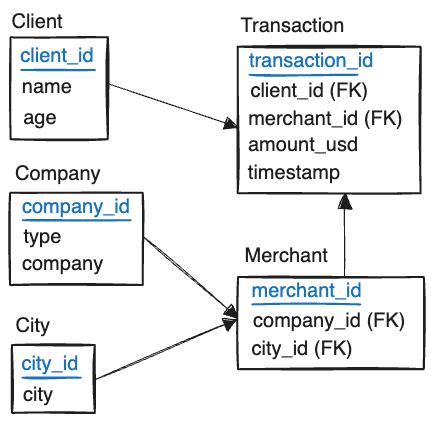 Client
client_id
name
age
Transaction
transaction_id
client_id (FK)
merchant_id (FK)
amount_usd
timestamp
Company
company_id
type
company
Merchant
merchant_id
company_id (FK)
city_id (FK)
City
city_id
city